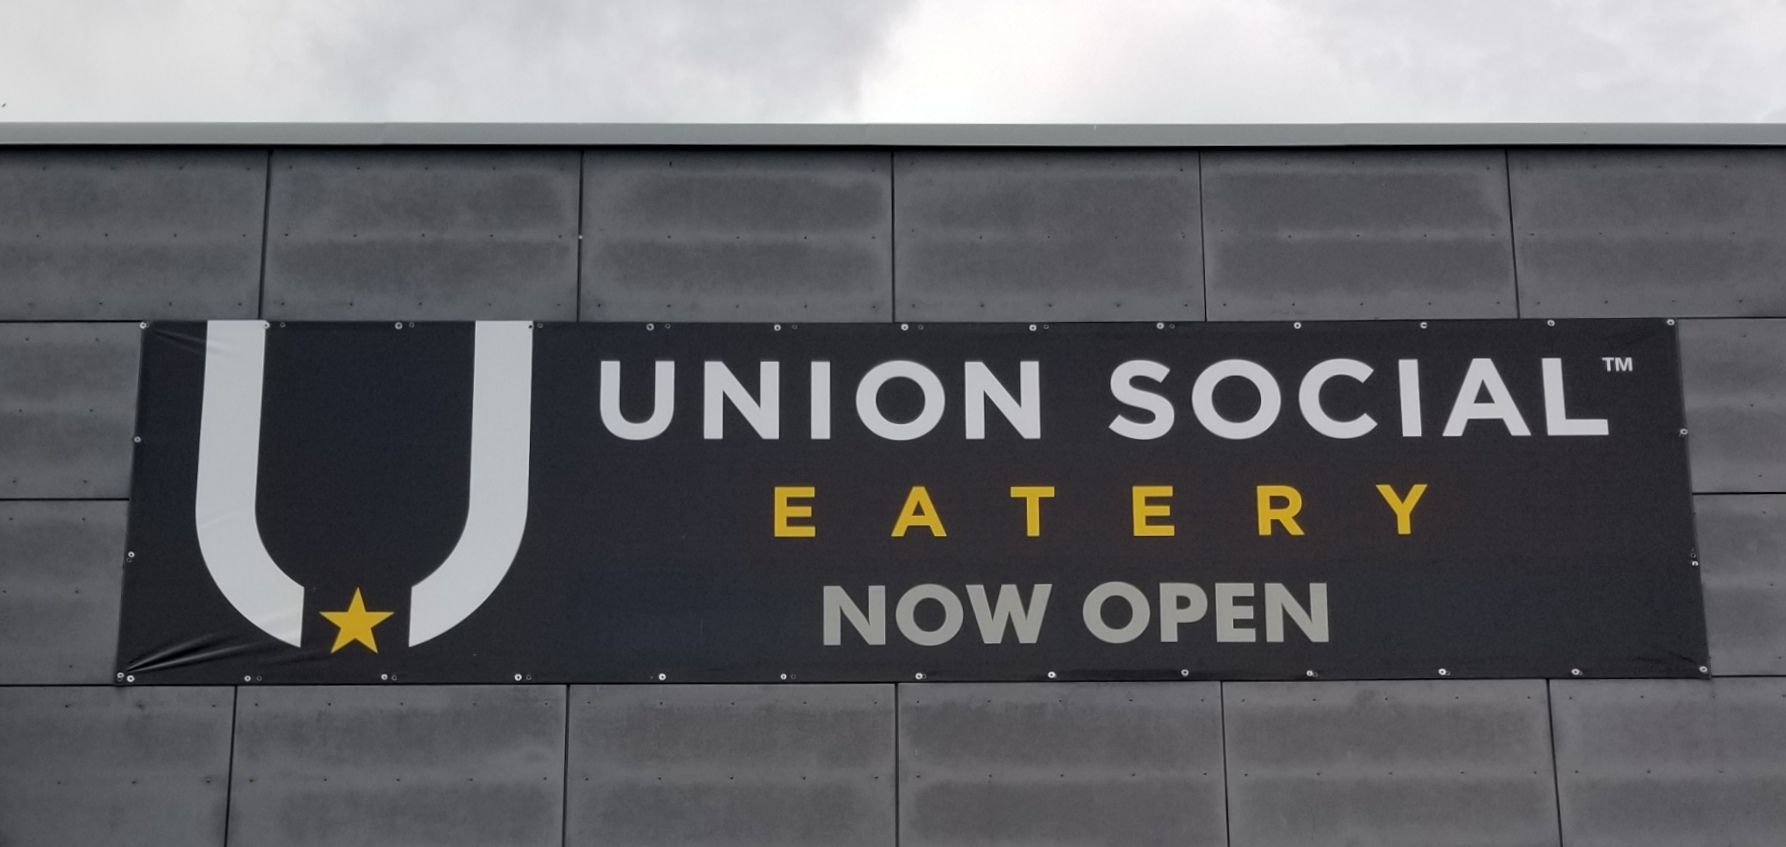 UNION SOCIAL™
EATERY
NOW OPEN